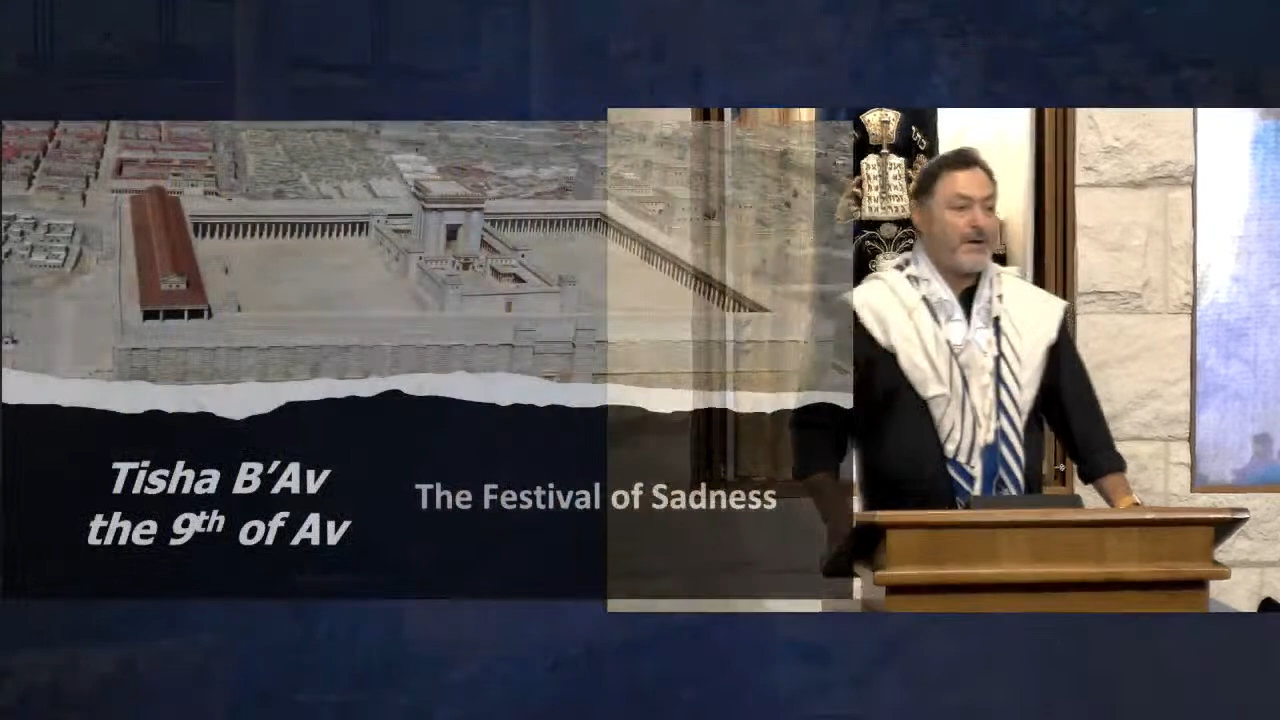 Tisha B’Av
the 9th of Av
The Festival of Sadness